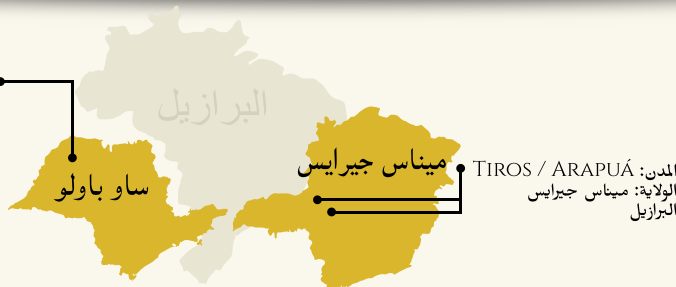 البرازيل
ميناس جيرايس
ساو باولو
المدن: TIROS / ARAPUÁ
الولاية: ميناس جيرايس
البرازيل